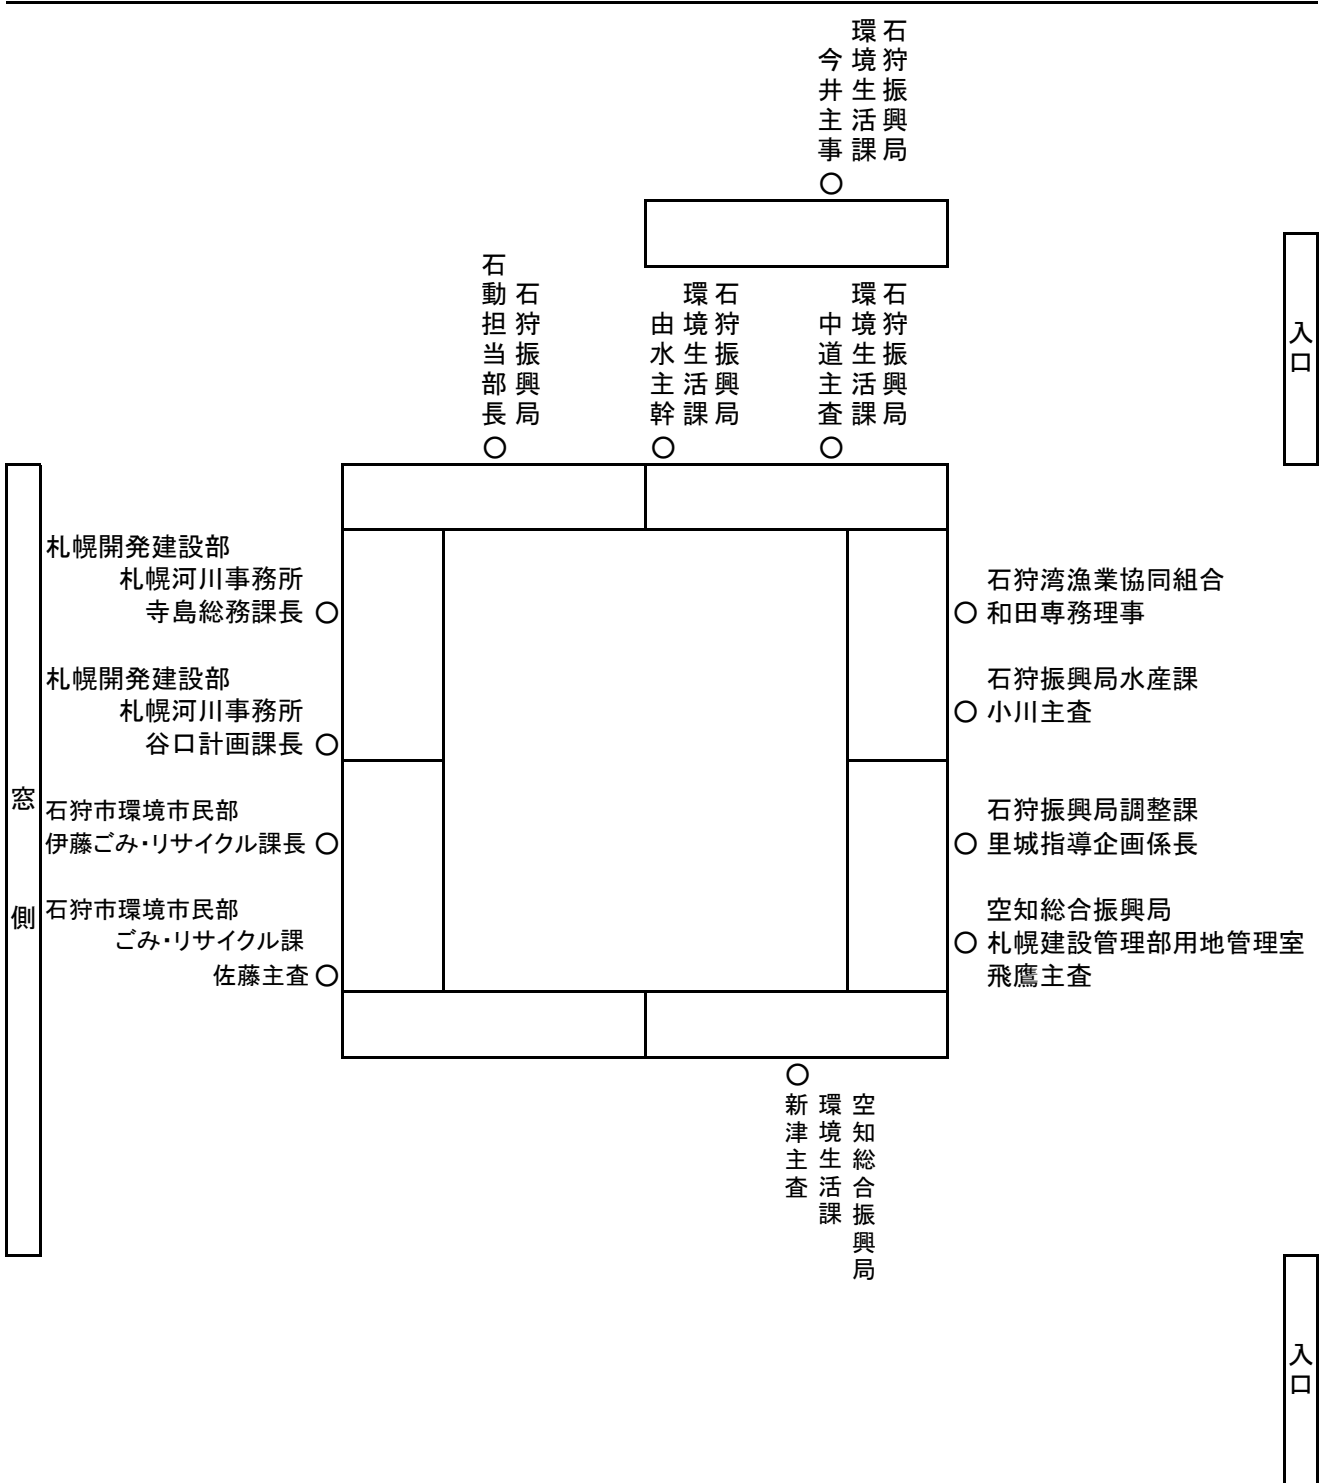 石狩振興局
環境生活課
今井主事
○
石狩振興局
石動担当部長
○
石狩振興局
環境生活課
由水主幹
○
石狩振興局
環境生活課
中道主査
○
入口
窓側
札幌開発建設部
札幌河川事務所
寺島総務課長 ○
札幌開発建設部
札幌河川事務所
谷口計画課長 ○
石狩市環境市民部
伊藤ごみ・リサイクル課長 ○
石狩市環境市民部
ごみ・リサイクル課
佐藤主査 ○
石狩湾漁業協同組合
○ 和田専務理事
石狩振興局水産課
○ 小川主査
石狩振興局調整課
○ 里城指導企画係長
空知総合振興局
○ 札幌建設管理部用地管理室
飛鷹主査
○
空知総合振興局
環境生活課
新津主査
入口